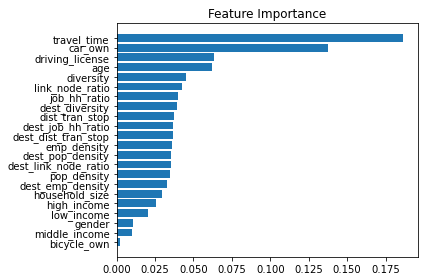 Feature Importance
travel_time
car_own
driving_license
age
diversity
link_node_ratio
job_hh_ratio
dest_diversity
dist_tran_stop
dest_job_hh_ratio
dest_dist_tran_stop
emp_density
dest_pop_density
dest_link_node_ratio
pop_density
dest_emp_density
household_size
high_income
low_income
gender
middle_income
bicycle_own
0.000 0.025 0.050 0.075 0.100 0.125 0.150 0.175